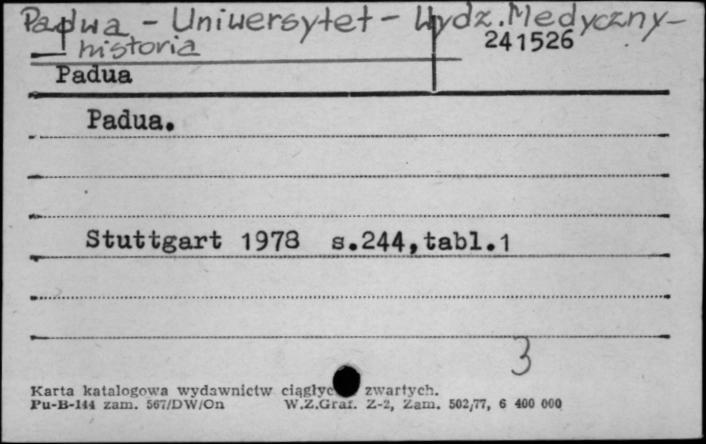 Padwa - Uniwersytet - Wydz. Medyczny -
historia
241526
Padua
Padua.
Stuttgart 1978 s.244,tabl.1
3
Karta katalogowa wydawnictw zwartych.
Pu-B-144 zam. 567/DW/On W.Z.Graf. Z-2, Zam. 502/77, 6 400 000